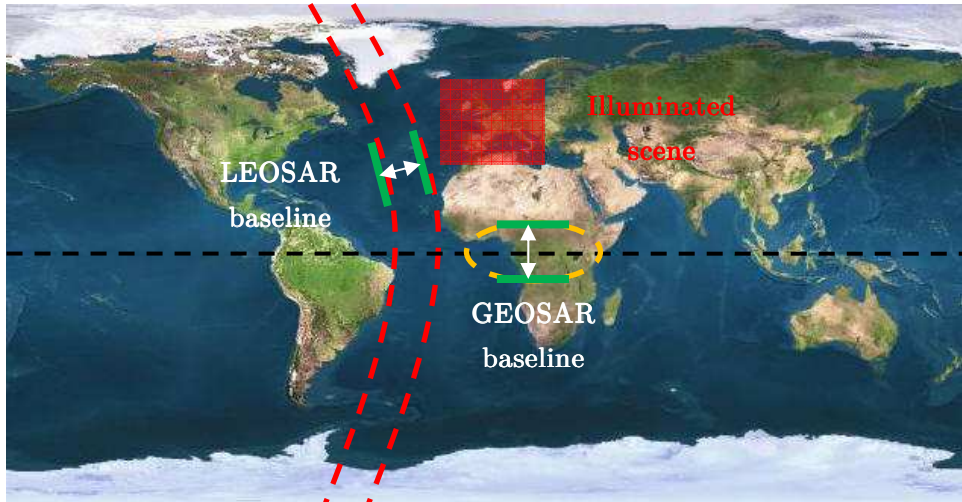 Illuminated
scene
LEOSAR
baseline
GEOSAR
baseline